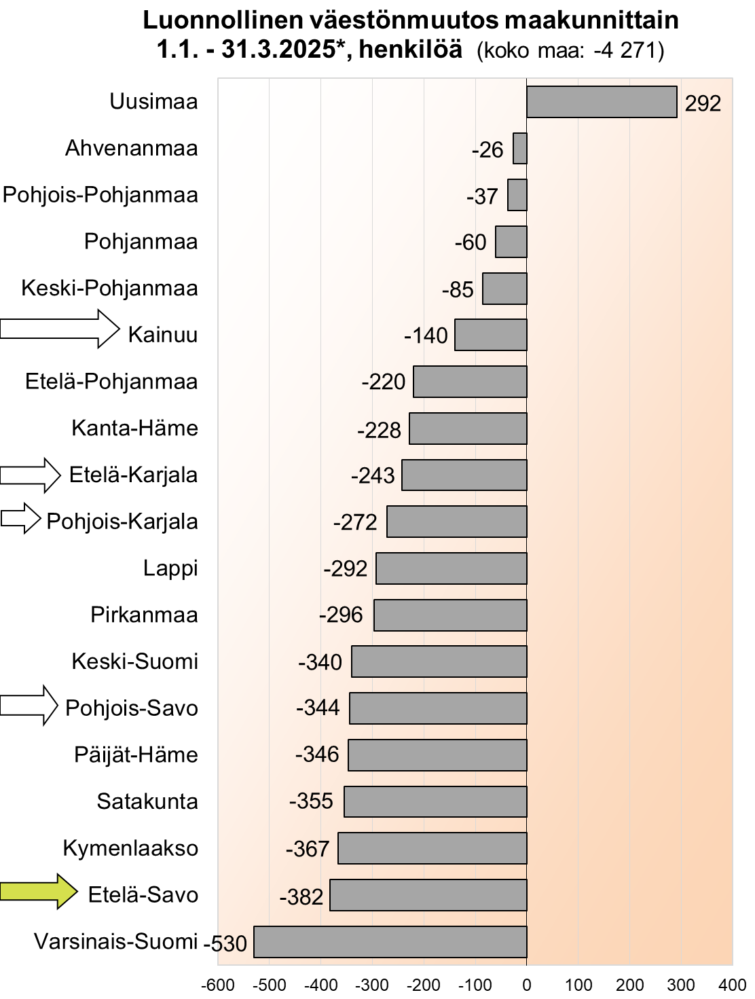 Luonnollinen väestönmuutos maakunnittain
1.1. - 31.3.2025*, henkilöä (koko maa: -4 271)
Uusimaa 292
Ahvenanmaa -26
Pohjois-Pohjanmaa -37
Pohjanmaa -60
Keski-Pohjanmaa -85
Kainuu -140
Etelä-Pohjanmaa -220
Kanta-Häme -228
Etelä-Karjala -243
Pohjois-Karjala -272
Lappi -292
Pirkanmaa -296
Keski-Suomi -340
Pohjois-Savo -344
Päijät-Häme -346
Satakunta -355
Kymenlaakso -367
Etelä-Savo -382
Varsinais-Suomi -530
-600 -500 -400 -300 -200 -100 0 100 200 300 400